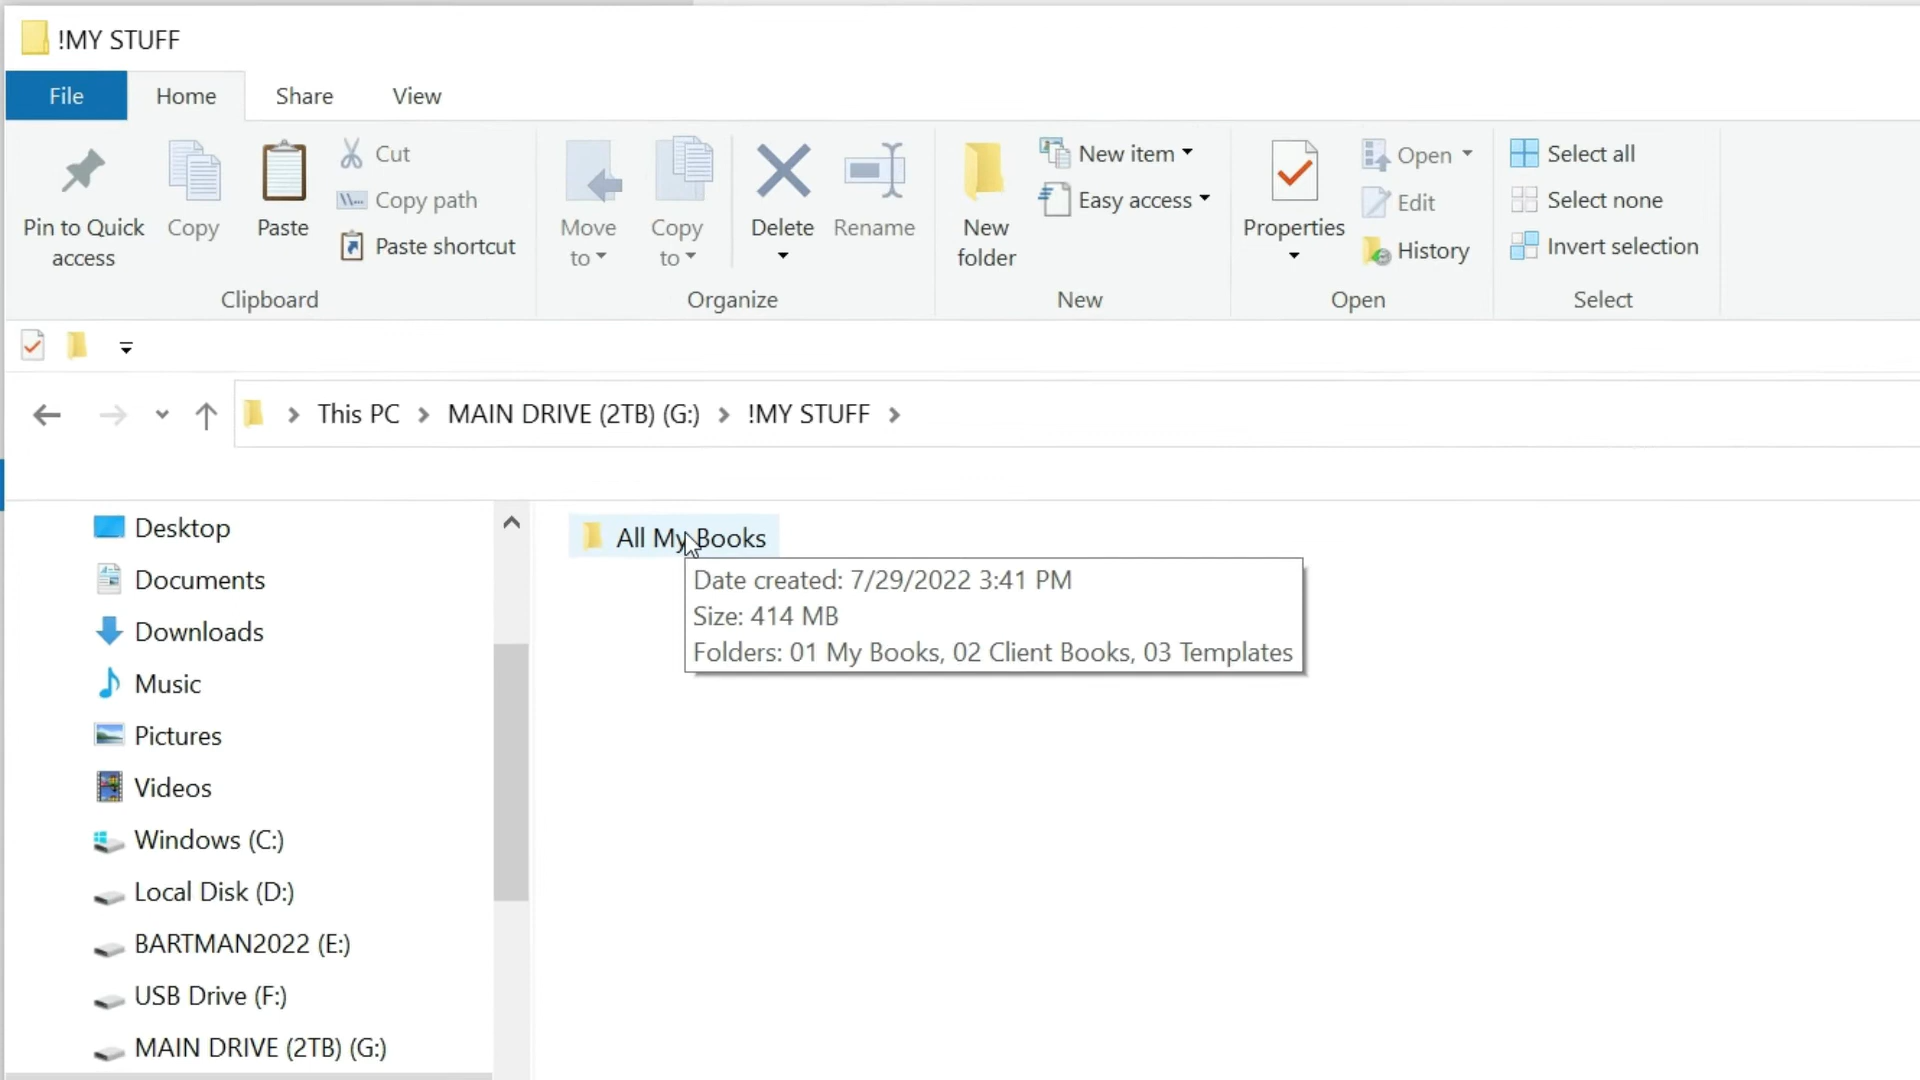 !MY STUFF
File
Home
Share
View
Pin to Quick
access
Copy
Paste
Cut
Copy path
Paste shortcut
Clipboard
Move
to
Copy
to
Delete
Rename
Organize
New
folder
New item
Easy access
New
Properties
Open
Edit
History
Open
Select all
Select none
Invert selection
Select
This PC > MAIN DRIVE (2TB) (G:) > !MY STUFF >
Desktop
Documents
Downloads
Music
Pictures
Videos
Windows (C:)
Local Disk (D:)
BARTMAN2022 (E:)
USB Drive (F:)
MAIN DRIVE (2TB) (G:)
All My Books
Date created: 7/29/2022 3:41 PM
Size: 414 MB
Folders: 01 My Books, 02 Client Books, 03 Templates